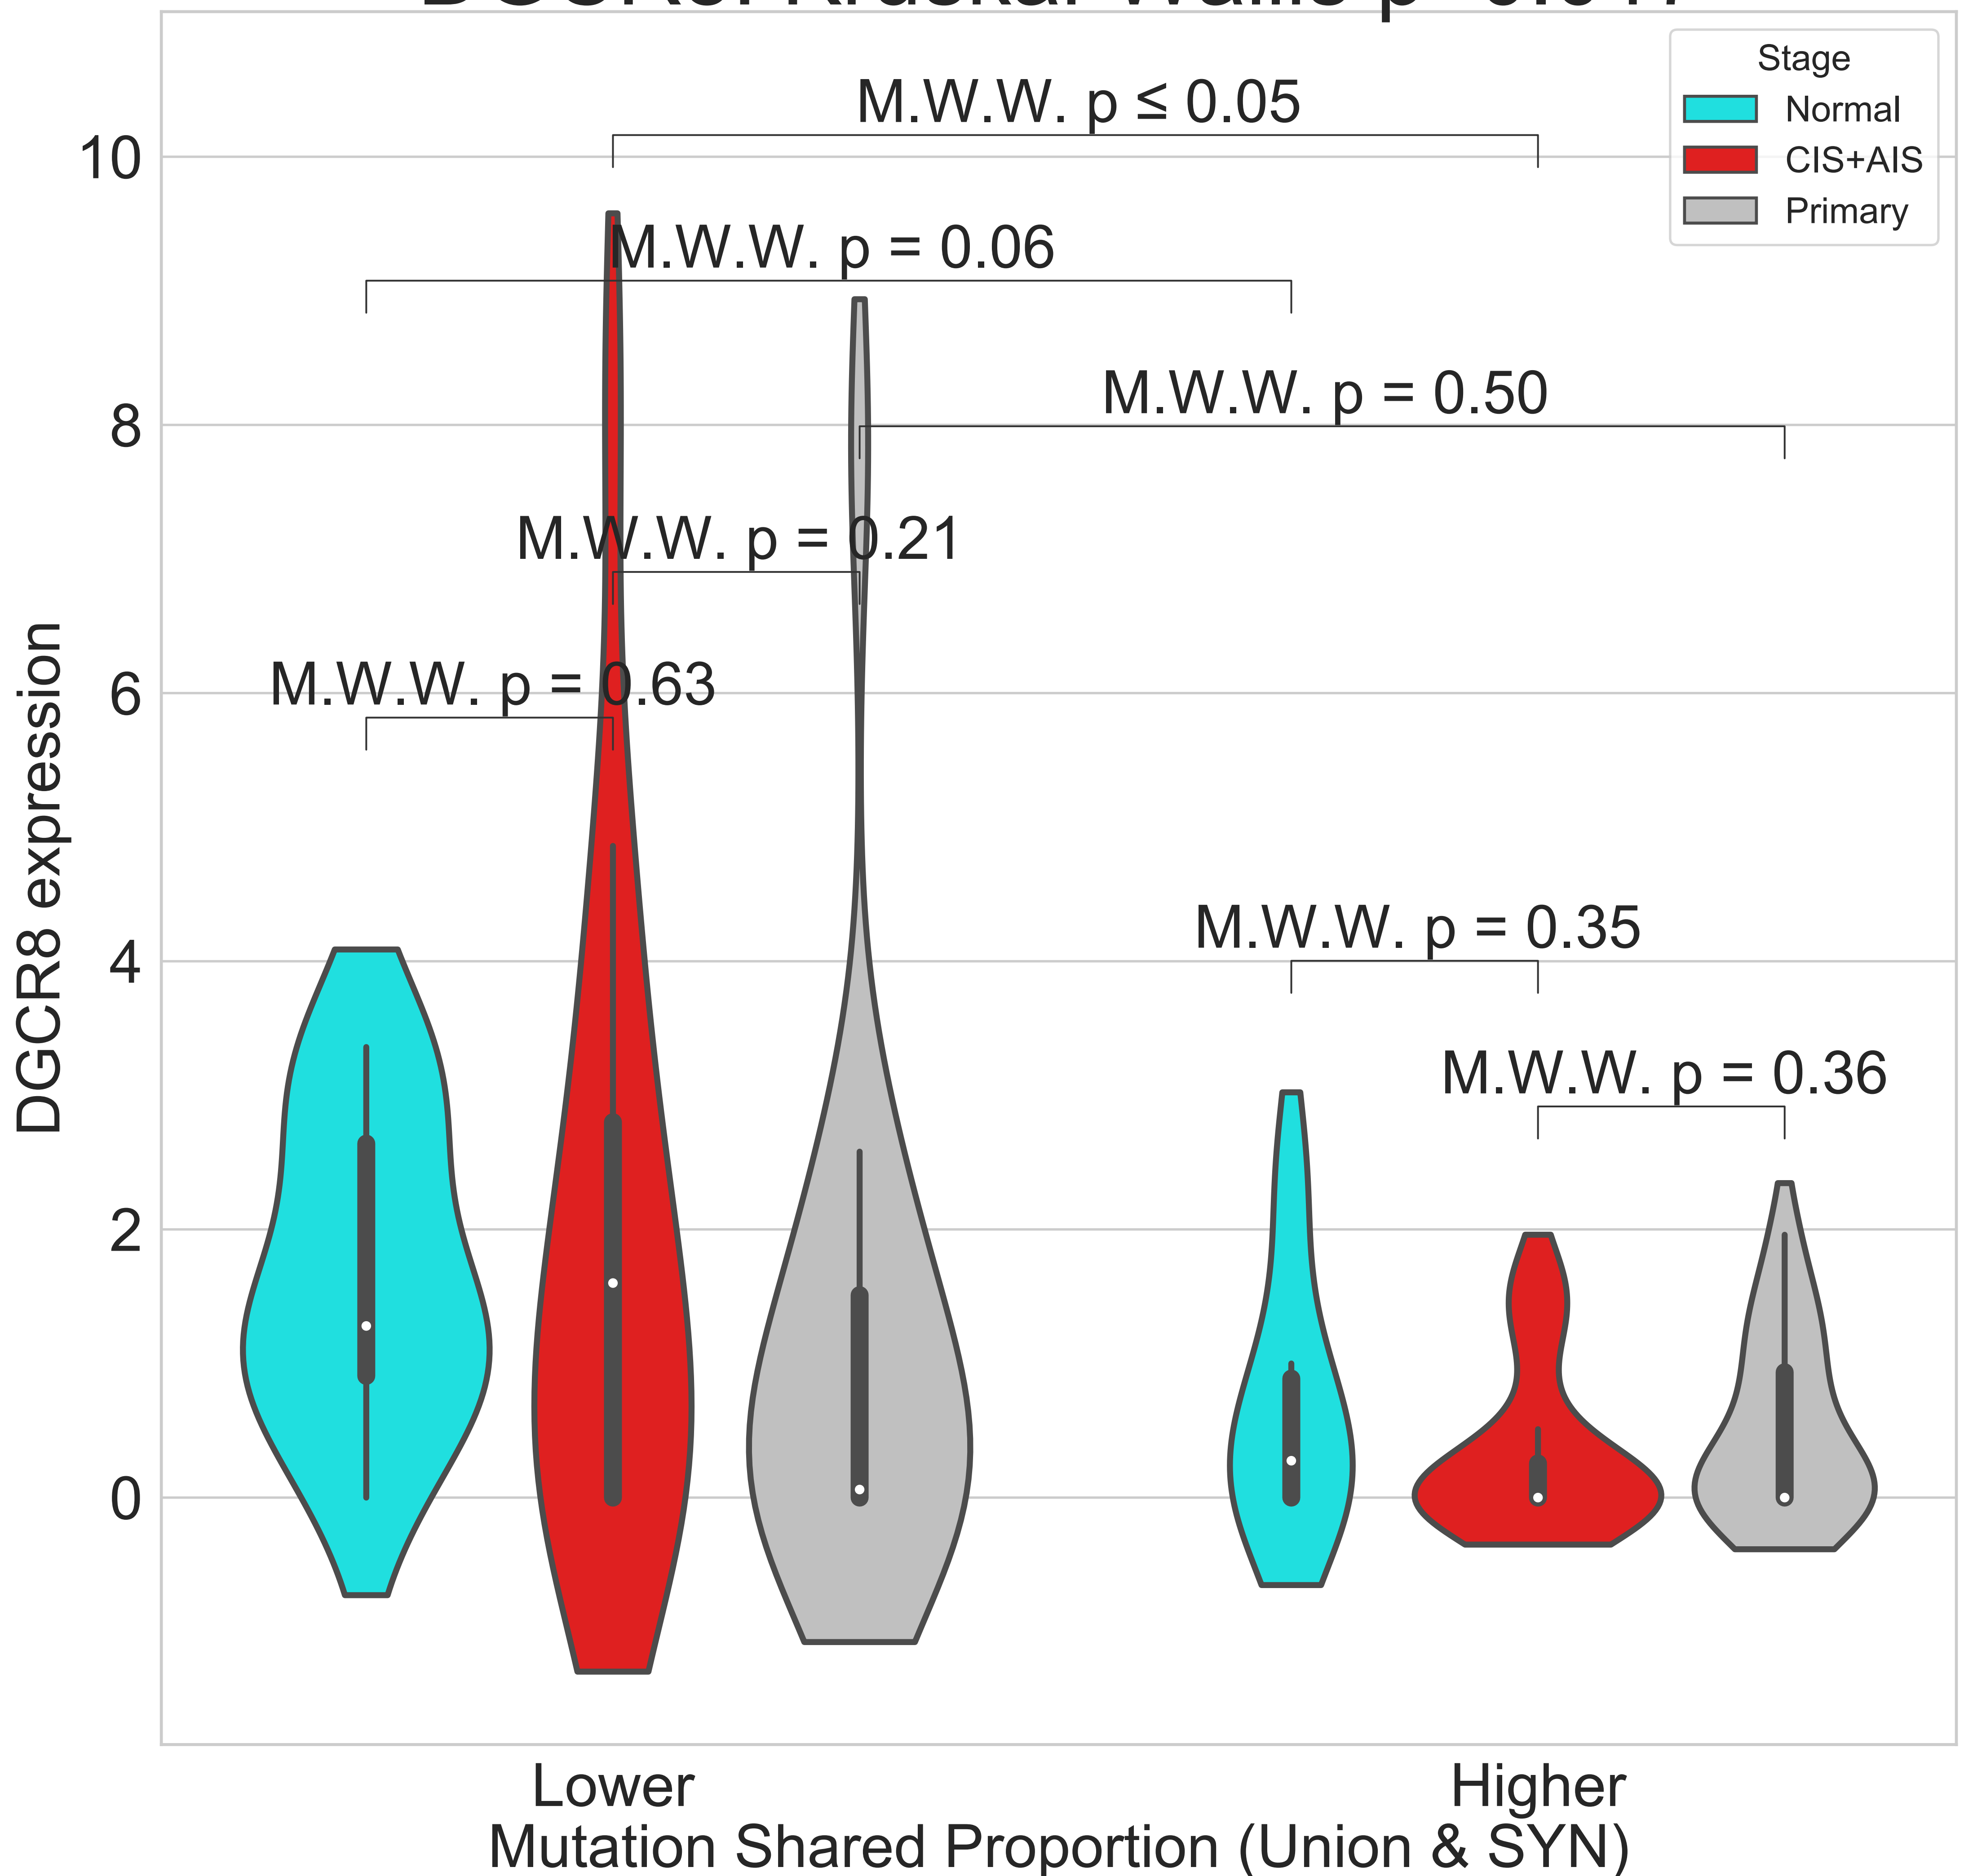 Stage
Normal
CIS+AIS
Primary
M.W.W. p ≤ 0.05
M.W.W. p = 0.06
M.W.W. p = 0.50
M.W.W. p = 0.21
M.W.W. p = 0.63
M.W.W. p = 0.35
M.W.W. p = 0.36
10
8
6
4
2
0
DGCR8 expression
Lower
Higher
Mutation Shared Proportion (Union & SYN)